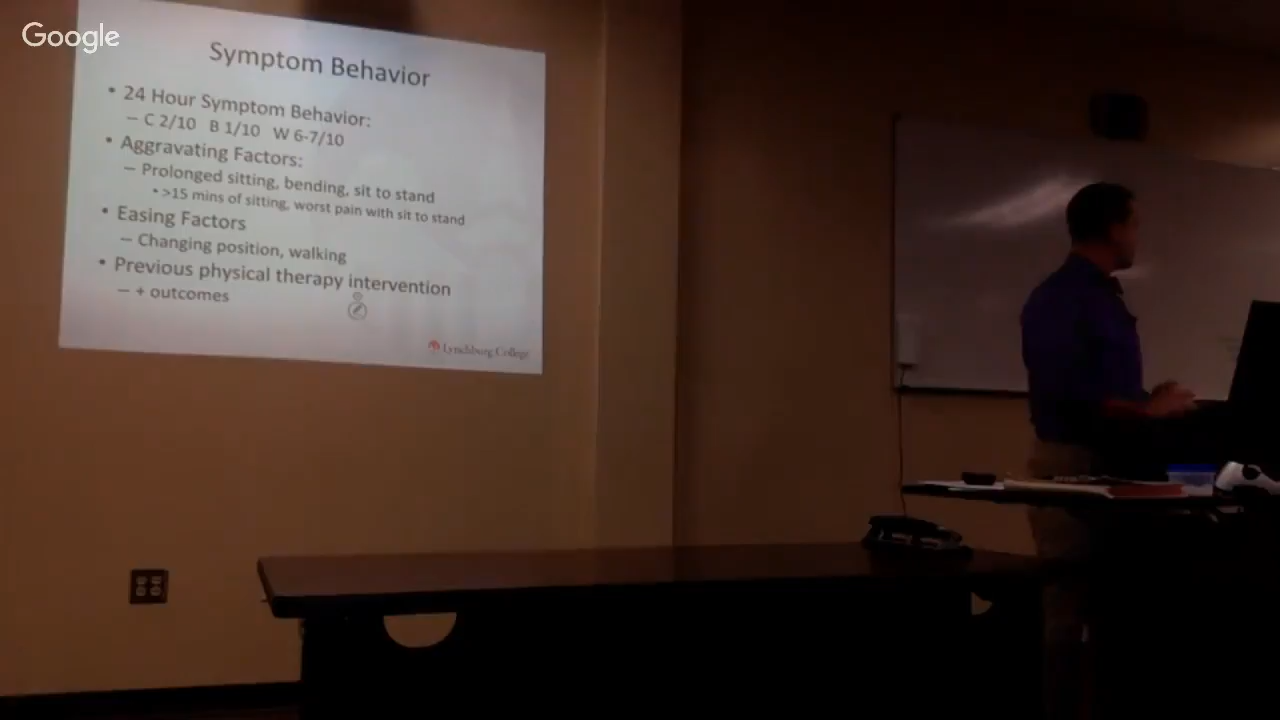 Google
Symptom Behavior
• 24 Hour Symptom Behavior:
– C 2/10 B 1/10 W 6-7/10
• Aggravating Factors:
– Prolonged sitting, bending, sit to stand
• >15 mins of sitting, worst pain with sit to stand
• Easing Factors
– Changing position, walking
• Previous physical therapy intervention
– + outcomes
Lynchburg College